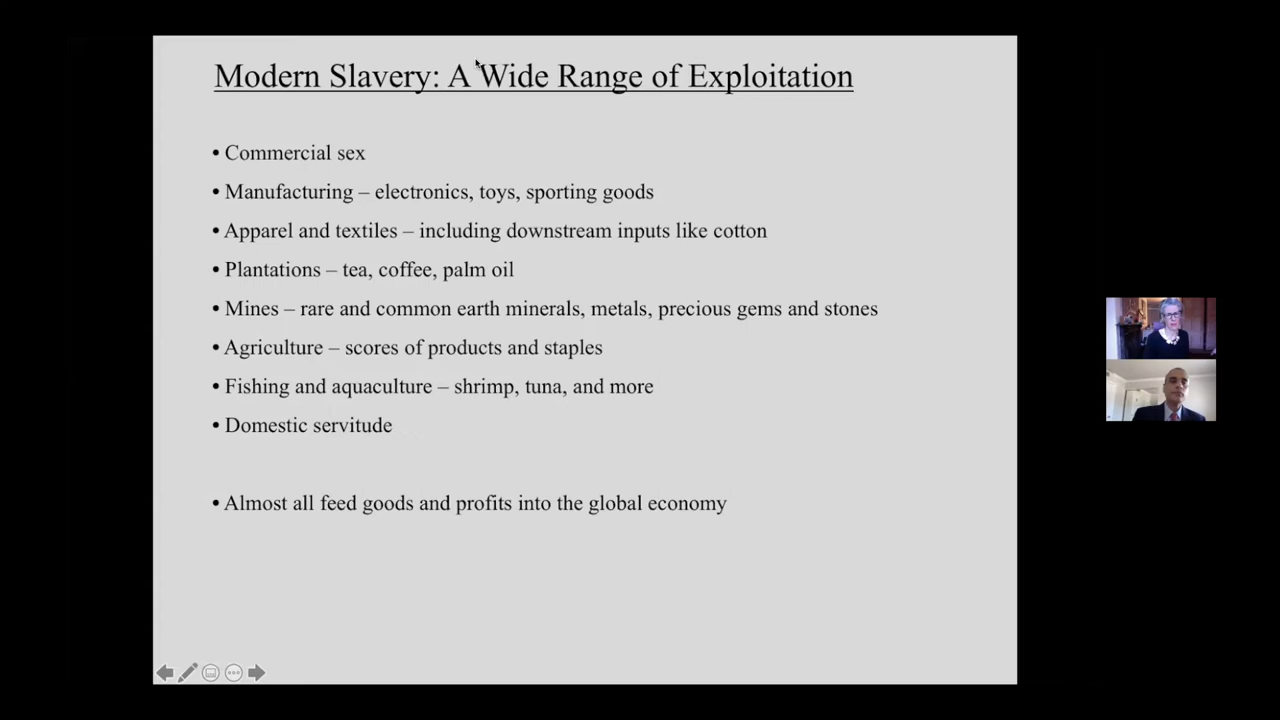 Modern Slavery: A Wide Range of Exploitation
• Commercial sex
• Manufacturing – electronics, toys, sporting goods
• Apparel and textiles – including downstream inputs like cotton
• Plantations – tea, coffee, palm oil
• Mines – rare and common earth minerals, metals, precious gems and stones
• Agriculture – scores of products and staples
• Fishing and aquaculture – shrimp, tuna, and more
• Domestic servitude
• Almost all feed goods and profits into the global economy